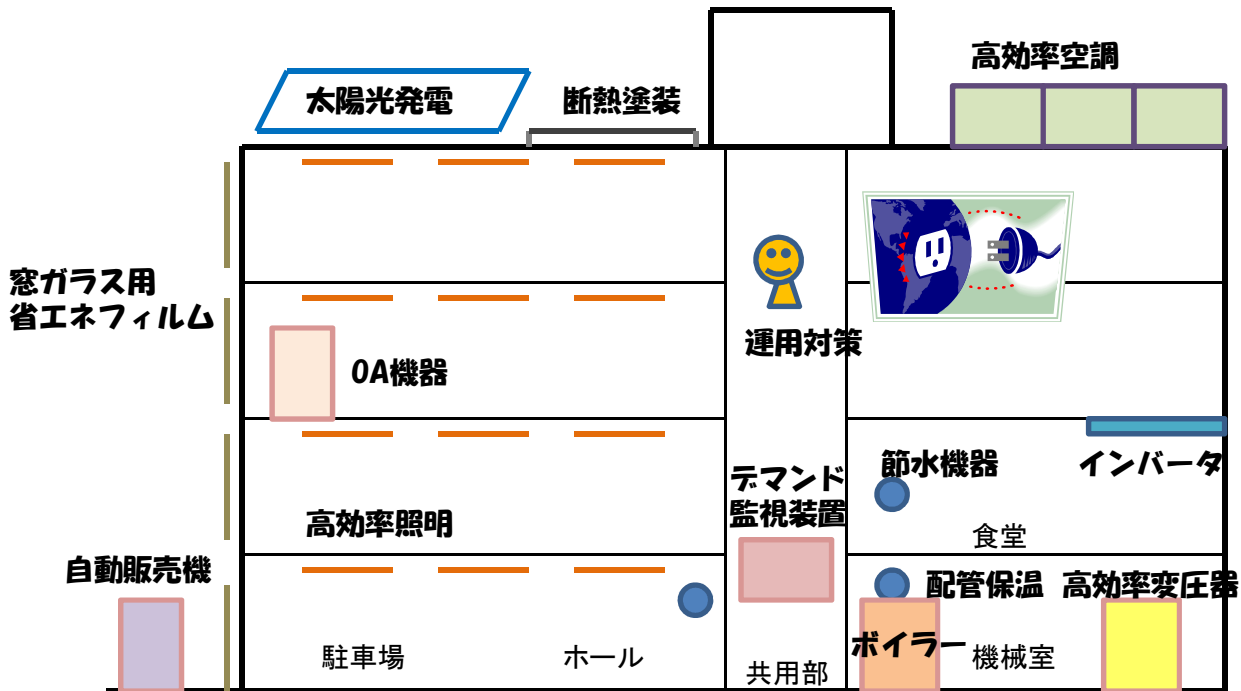 高効率空調
太陽光発電
断熱塗装
窓ガラス用
省エネフィルム
運用対策
OA機器
節水機器
インバータ
デマンド
監視装置
高効率照明
食堂
自動販売機
配管保温
高効率変圧器
駐車場
ホール
共用部
ボイラー
機械室